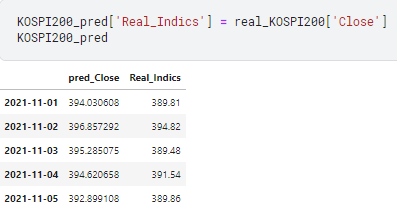 KOSPI200_pred['Real_Indics'] = real_KOSPI200['Close']
KOSPI200_pred
pred_Close Real_Indics
2021-11-01 394.030608 389.81
2021-11-02 396.857292 394.82
2021-11-03 395.285075 389.48
2021-11-04 394.620658 391.54
2021-11-05 392.899108 389.86